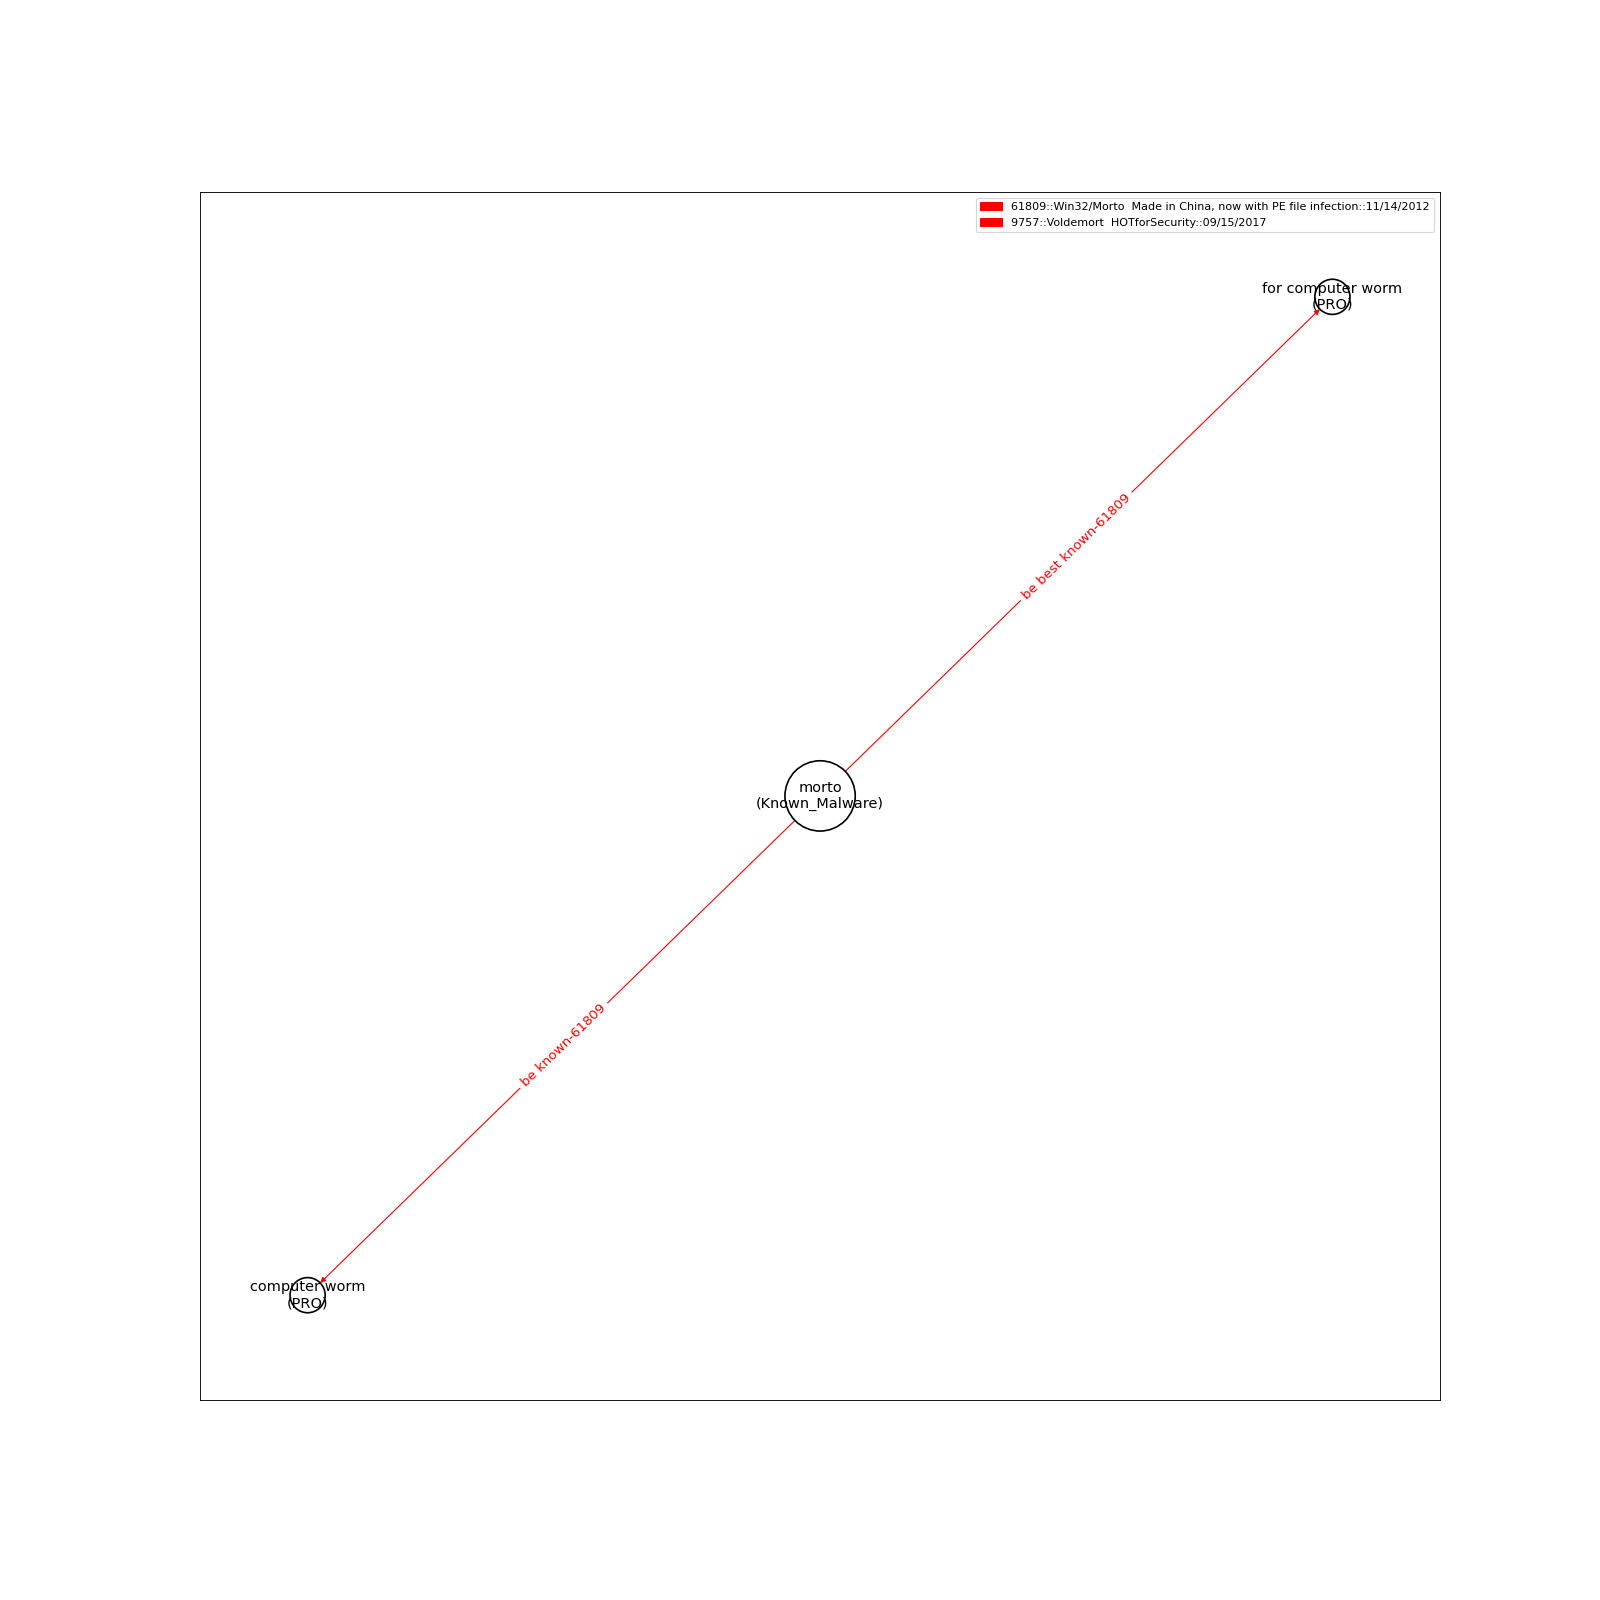 61809::Win32/Morto  Made in China, now with PE file infection::11/14/2012
9757::Voldemort  HOTforSecurity::09/15/2017
for computer worm
(PRO)
be best known-61809
morto
(Known_Malware)
be known-61809
computer worm
(PRO)